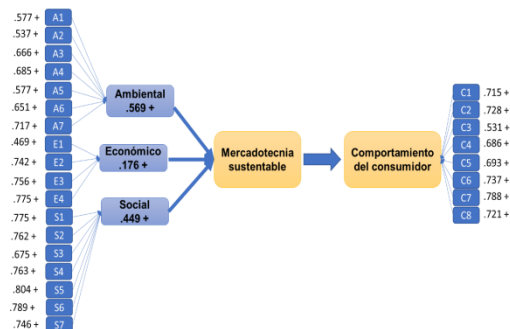 .577 + A1
.537 + A2
.666 + A3
.685 + A4
.577 + A5
.651 + A6
.717 + A7
.469 + E1
.742 + E2
.756 + E3
.775 + E4
.775 + S1
.762 + S2
.675 + S3
.763 + S4
.804 + S5
.789 + S6
.746 + S7
Ambiental
.569 +
Económico
.176 +
Social
.449 +
Mercadotecnia
sustentable
Comportamiento
del consumidor
C1 .715 +
C2 .728 +
C3 .531 +
C4 .686 +
C5 .693 +
C6 .737 +
C7 .788 +
C8 .721 +